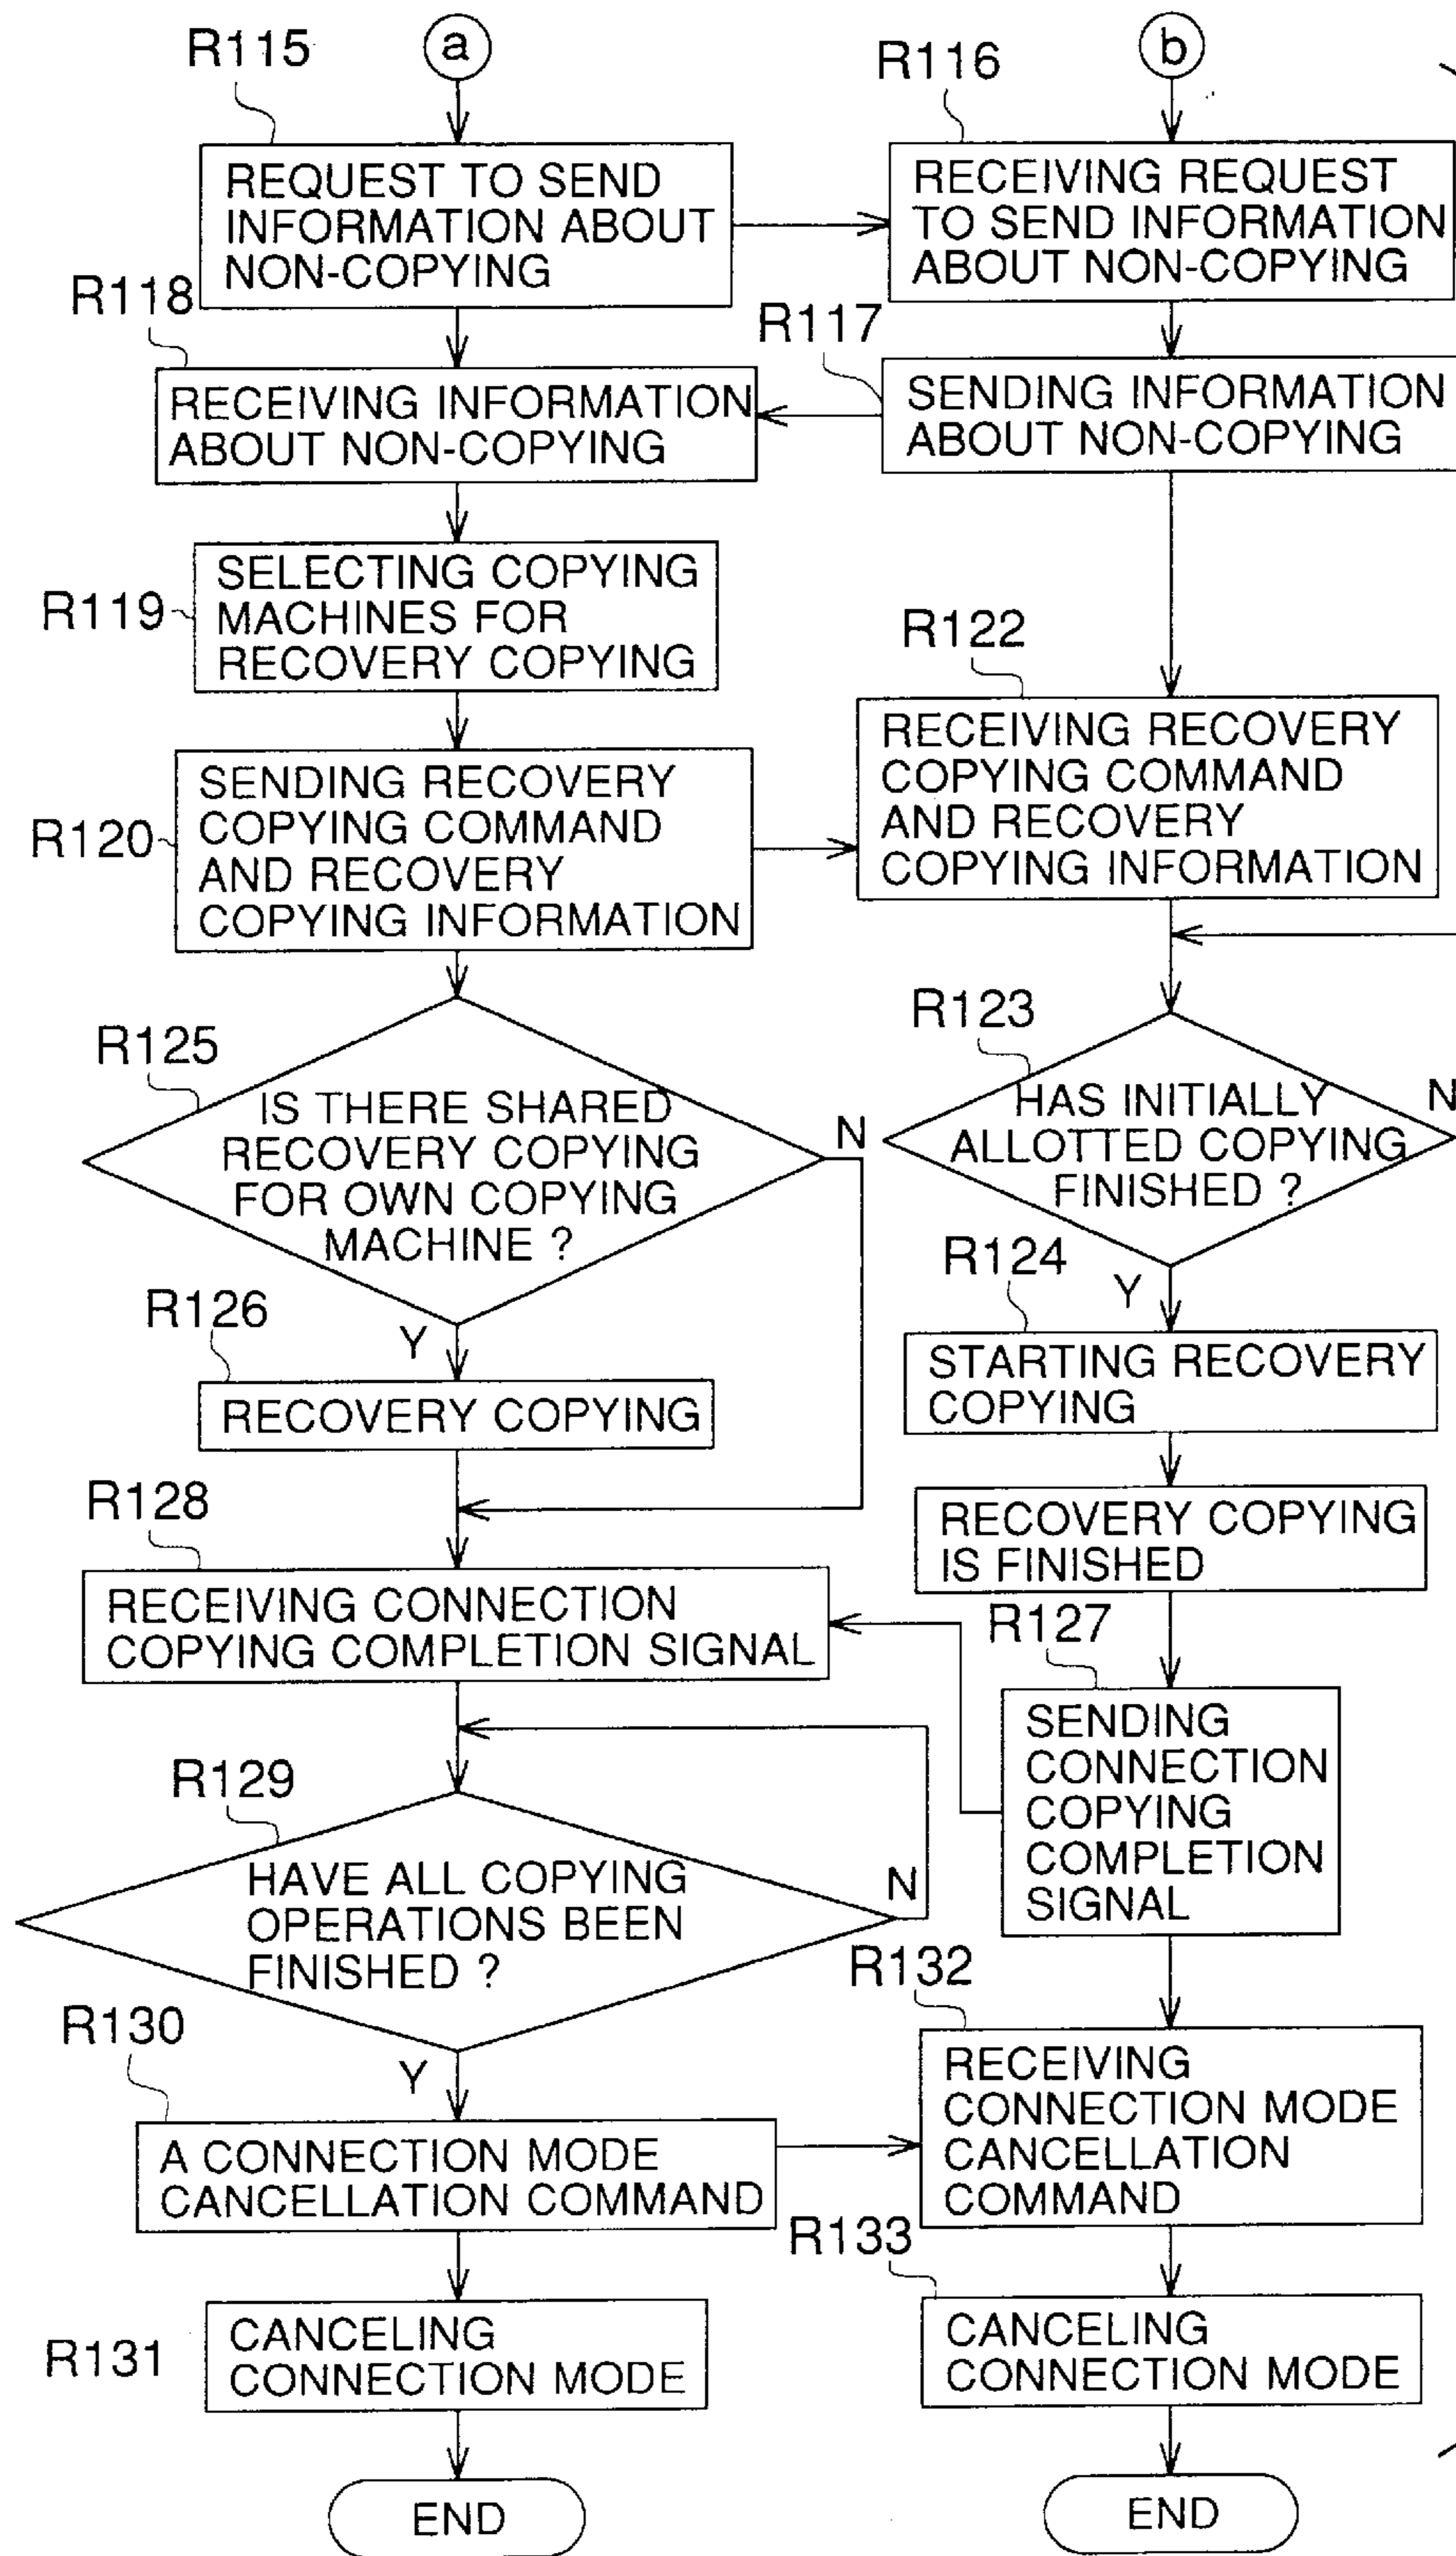 R115
a
REQUEST TO SEND
INFORMATION ABOUT
NON-COPYING
R116
b
RECEIVING REQUEST
TO SEND INFORMATION
ABOUT NON-COPYING
R118
RECEIVING INFORMATION
ABOUT NON-COPYING
R117
SENDING INFORMATION
ABOUT NON-COPYING
R119
SELECTING COPYING
MACHINES FOR
RECOVERY COPYING
R120
SENDING RECOVERY
COPYING COMMAND
AND RECOVERY
COPYING INFORMATION
R122
RECEIVING RECOVERY
COPYING COMMAND
AND RECOVERY
COPYING INFORMATION
R125
IS THERE SHARED
RECOVERY COPYING
FOR OWN COPYING
MACHINE ?
N
Y
R123
HAS INITIALLY
ALLOTTED COPYING
FINISHED ?
N
Y
R126
RECOVERY COPYING
R124
STARTING RECOVERY
COPYING
RECOVERY COPYING
IS FINISHED
R128
RECEIVING CONNECTION
COPYING COMPLETION SIGNAL
R127
SENDING
CONNECTION
COPYING
COMPLETION
SIGNAL
R129
HAVE ALL COPYING
OPERATIONS BEEN
FINISHED ?
N
Y
R130
A CONNECTION MODE
CANCELLATION COMMAND
R132
RECEIVING
CONNECTION MODE
CANCELLATION
COMMAND
R131
CANCELING
CONNECTION MODE
R133
CANCELING
CONNECTION MODE
END
END